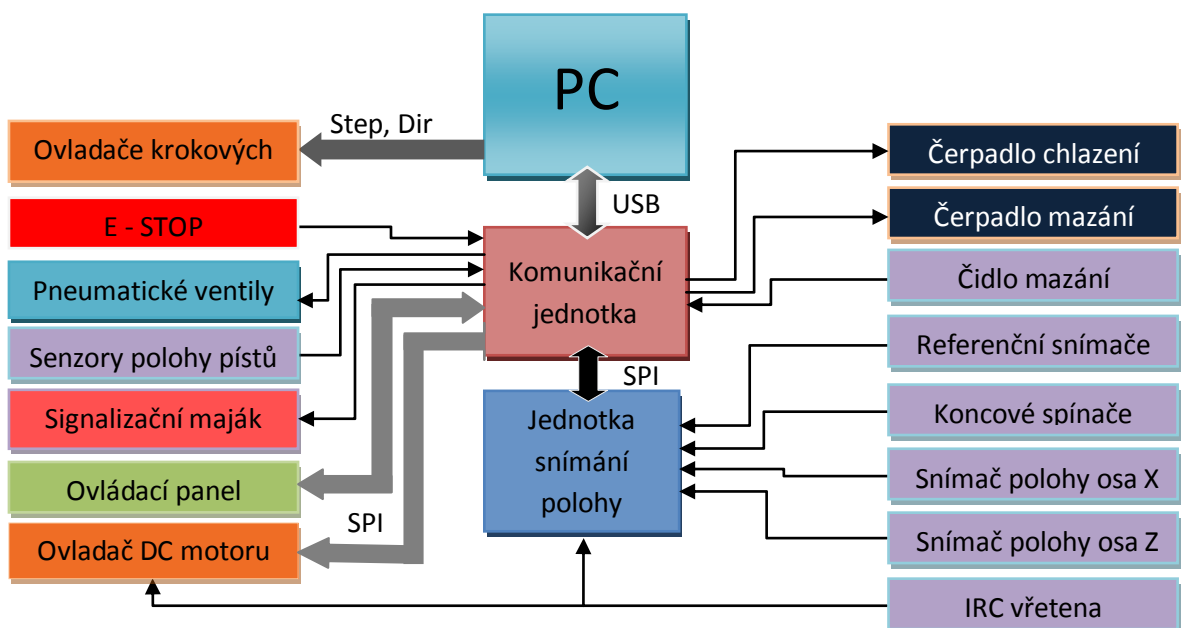 PC
Step, Dir
Ovladače krokových
Čerpadlo chlazení
USB
E - STOP
Čerpadlo mazání
Komunikační
jednotka
Pneumatické ventily
Čidlo mazání
Senzory polohy pístů
Referenční snímače
SPI
Signalizační maják
Koncové spínače
Jednotka
snímání
polohy
Ovládací panel
Snímač polohy osa X
SPI
Ovladač DC motoru
Snímač polohy osa Z
IRC vřetena